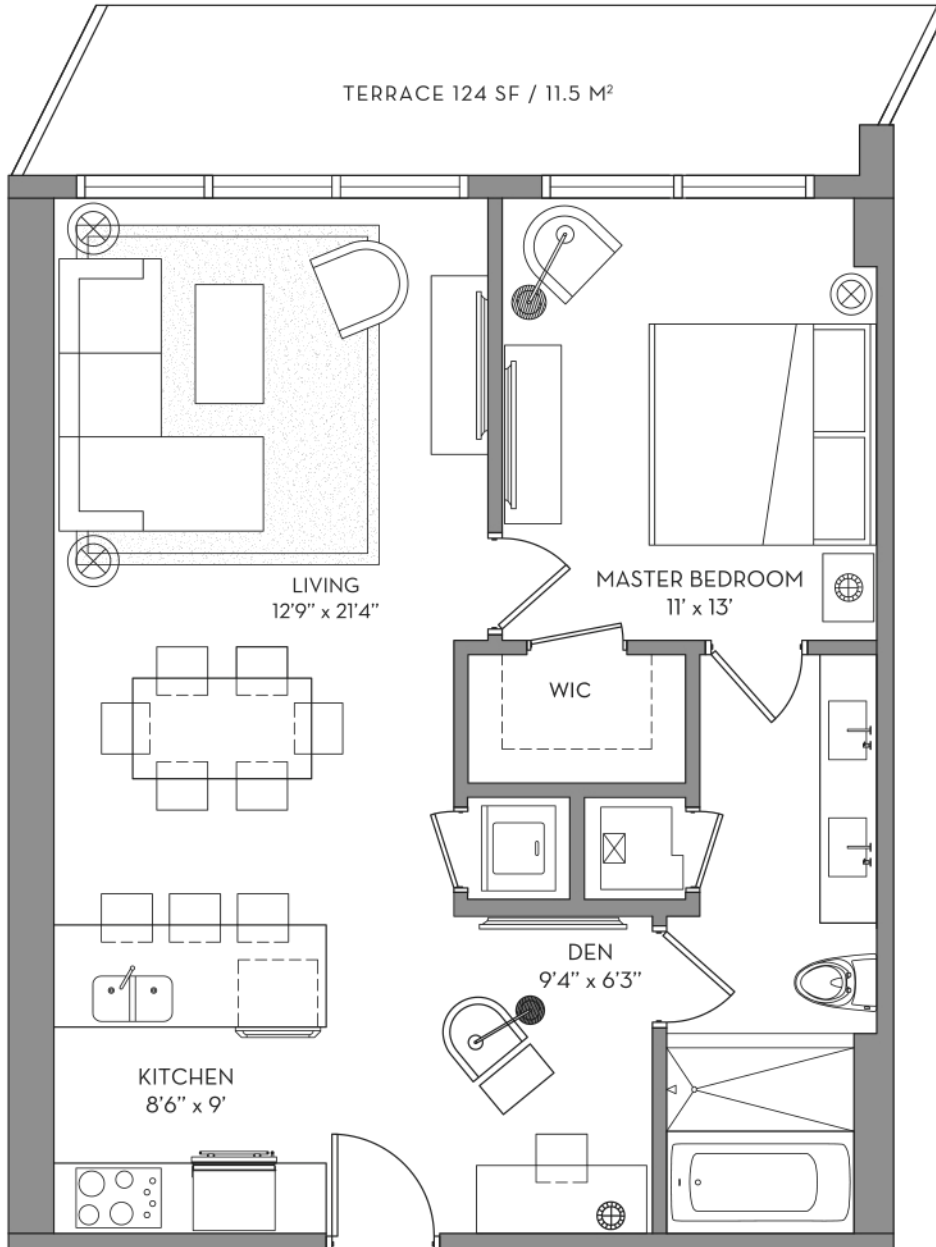 TERRACE 124 SF / 11.5 M²
LIVING
12'9" x 21'4"
MASTER BEDROOM
11' x 13'
WIC
DEN
9'4" x 6'3"
KITCHEN
8'6" x 9'